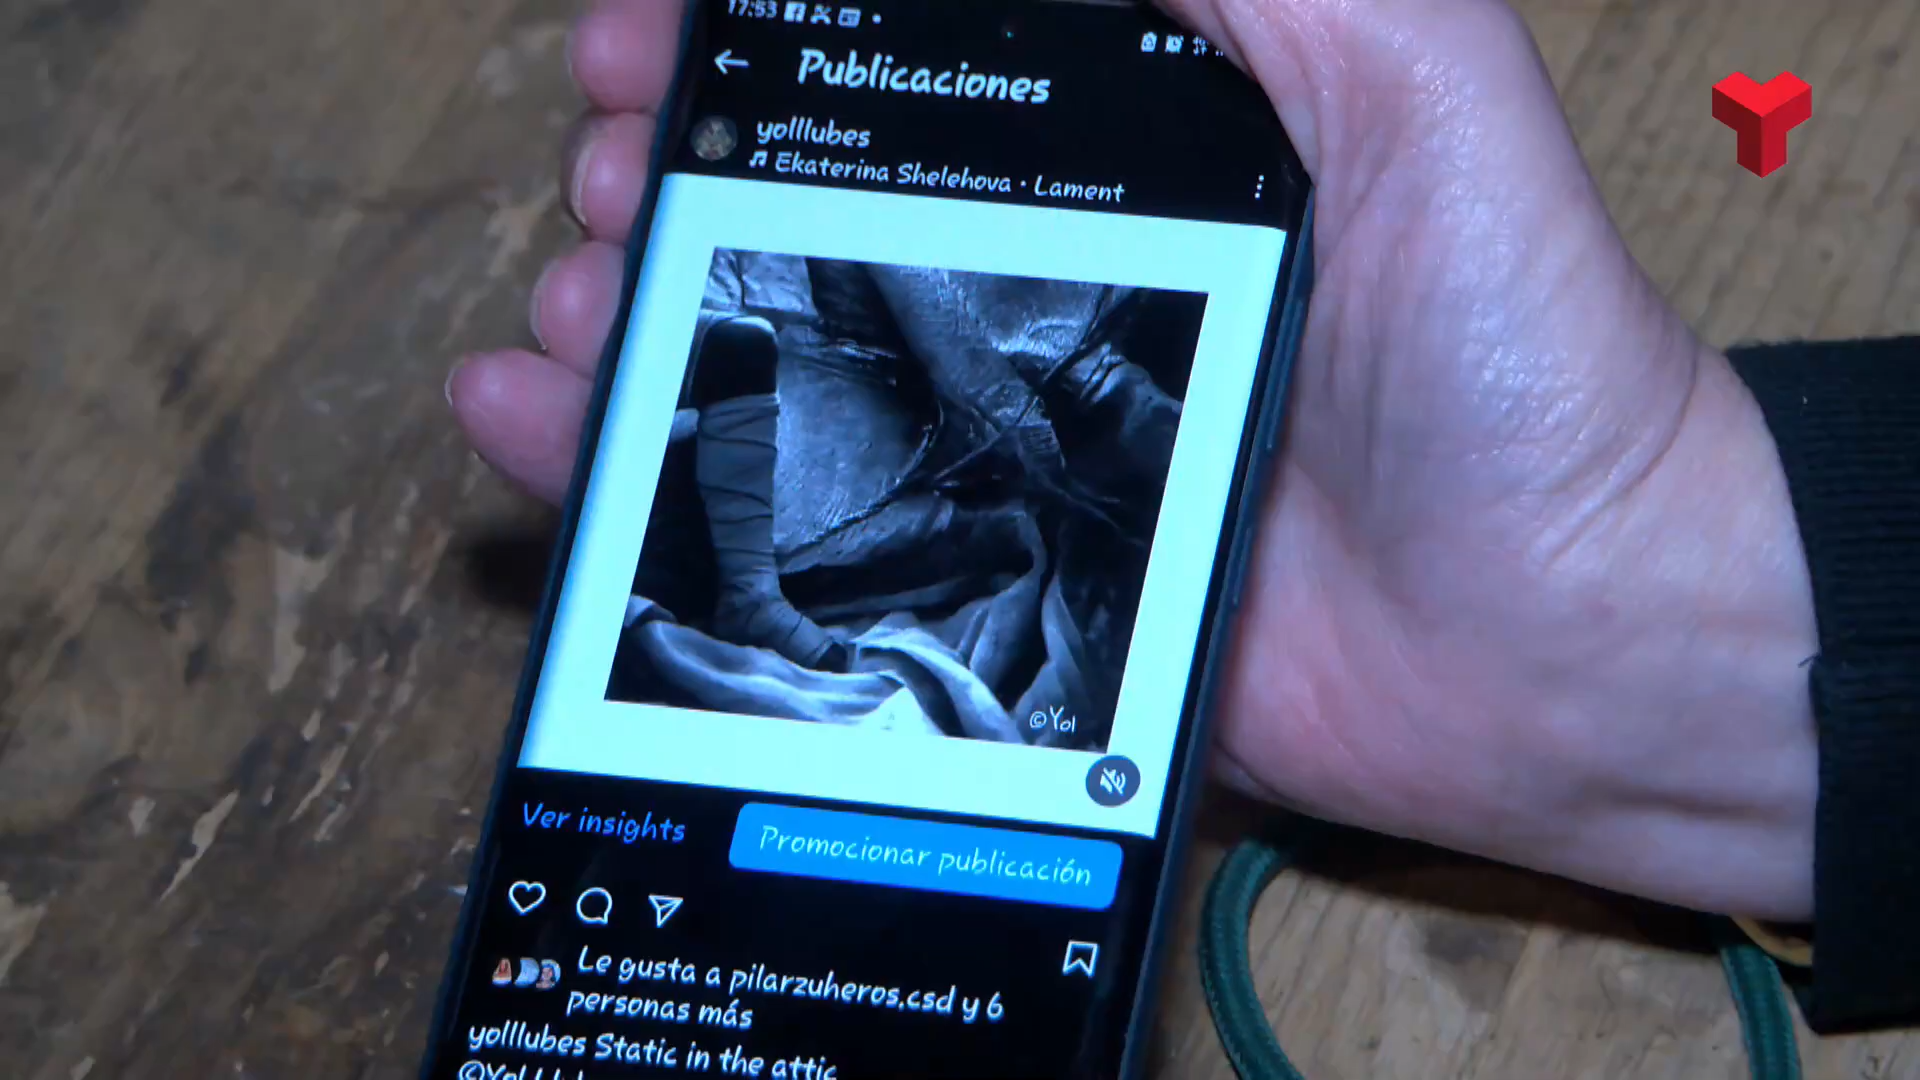 17:53
Publicaciones
yolllubes
Ekaterina Shelehova • Lament
©Yol
Ver insights
Promocionar publicación
Le gusta a pilarzuheros.csd y 6
personas más
yolllubes Static in the attic